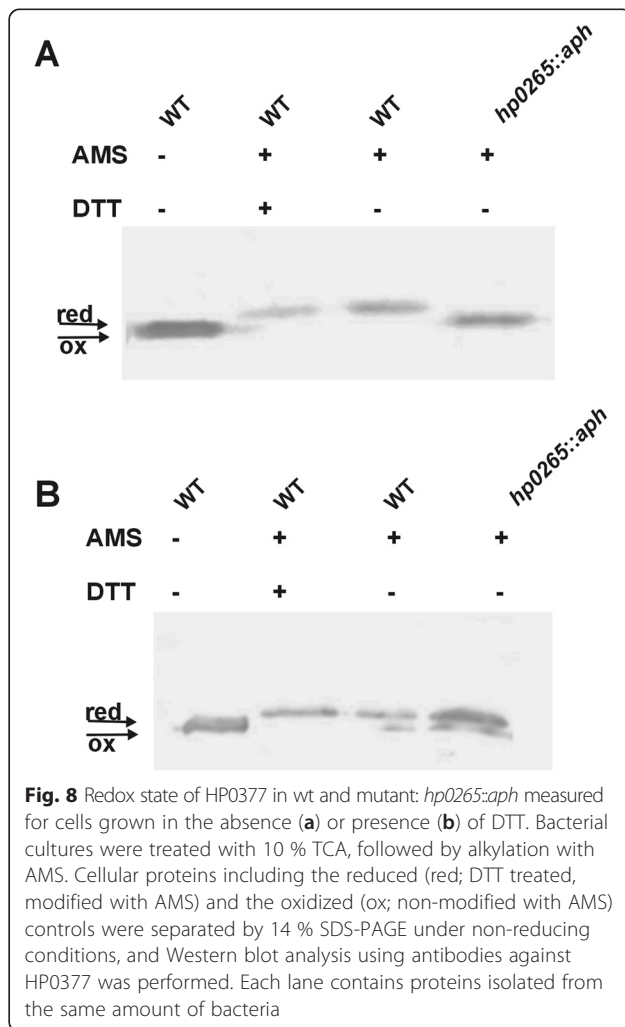 A
WT WT WT hp0265::aph
AMS - + + +
DTT - + - -
red
ox
B
WT WT WT hp0265::aph
AMS - + + +
DTT - + - -
red
ox
Fig. 8 Redox state of HP0377 in wt and mutant: hp0265::aph measured
for cells grown in the absence (a) or presence (b) of DTT. Bacterial
cultures were treated with 10 % TCA, followed by alkylation with
AMS. Cellular proteins including the reduced (red; DTT treated,
modified with AMS) and the oxidized (ox; non-modified with AMS)
controls were separated by 14 % SDS-PAGE under non-reducing
conditions, and Western blot analysis using antibodies against
HP0377 was performed. Each lane contains proteins isolated from
the same amount of bacteria